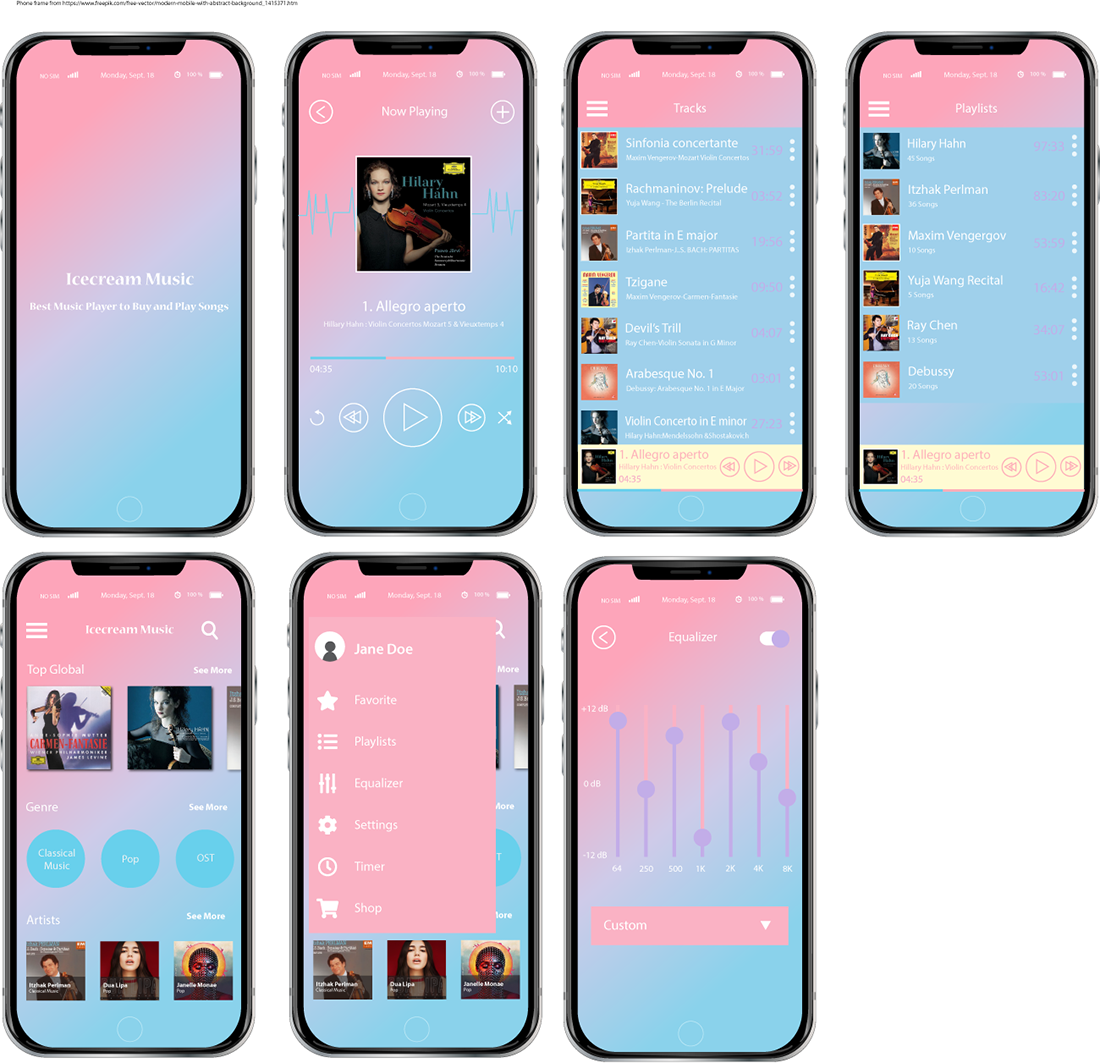 Phone frame from https://www.freepik.com/free-vector/modern-mobile-with-abstract-background_1415371.htm
NO SIM Monday, Sept. 18 100 %
Icecream Music
Best Music Player to Buy and Play Songs
NO SIM Monday, Sept. 18 100 %
Now Playing
Hilary
Hahn
Mozart 5, Vieuxtemps 4
Violin Concertos
Paavo Järvi
1. Allegro aperto
Hillary Hahn : Violin Concertos Mozart 5 & Vieuxtemps 4
04:35 10:10
NO SIM Monday, Sept. 18 100 %
Tracks
Sinfonia concertante 31:59
Maxim Vengerov-Mozart Violin Concertos
Rachmaninov: Prelude 03:52
Yuja Wang - The Berlin Recital
Partita in E major 19:56
Izhak Perlman-J.S. BACH: PARTITAS
Tzigane 09:50
Maxim Vengerov-Carmen-Fantasie
Devil's Trill 04:07
Ray Chen-Violin Sonata in G Minor
Arabesque No. 1 05:01
Debussy: Arabesque No. 1 in E Major
Violin Concerto in E minor 27:23
Hilary Hahn:Mendelssohn &Shostakovich
1. Allegro aperto
Hillary Hahn : Violin Concertos
04:35
NO SIM Monday, Sept. 18 100 %
Playlists
Hilary Hahn 97:33
45 Songs
Itzhak Perlman 83:20
36 Songs
Maxim Vengergov 53:59
10 Songs
Yuja Wang Recital 16:42
5 Songs
Ray Chen 34:07
13 Songs
Debussy 53:01
20 Songs
1. Allegro aperto
Hillary Hahn : Violin Concertos
04:35
NO SIM Monday, Sept. 18 100 %
Icecream Music
Top Global See More
ANNE-SOPHIE MUTTER
CARMEN-FANTASIE
WIENER PHILHARMONIKER
JAMES LEVINE
HILARY HAHN
Genre See More
Classical
Music
Pop
OST
Artists See More
Itzhak Perlman
Classical Music
Dua Lipa
Pop
Janelle Monae
Pop
NO SIM Monday, Sept. 18 100 %
Jane Doe
Favorite
Playlists
Equalizer
Settings
Timer
Shop
More
More
T
More
Itzhak Perlman
Classical Music
Dua Lipa
Pop
Janelle Monae
Pop
NO SIM Monday, Sept. 18 100 %
Equalizer
+12 dB
0 dB
-12 dB
64 250 500 1K 2K 4K 8K
Custom